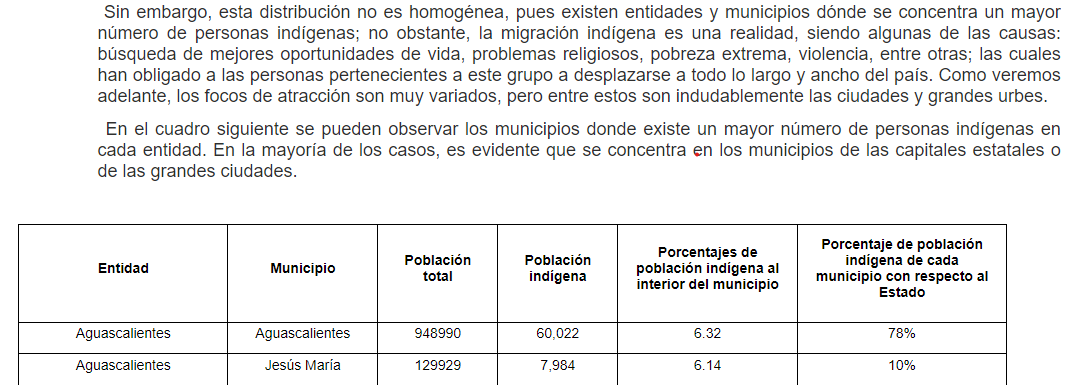 Sin embargo, esta distribución no es homogénea, pues existen entidades y municipios dónde se concentra un mayor
número de personas indígenas; no obstante, la migración indígena es una realidad, siendo algunas de las causas:
búsqueda de mejores oportunidades de vida, problemas religiosos, pobreza extrema, violencia, entre otras; las cuales
han obligado a las personas pertenecientes a este grupo a desplazarse a todo lo largo y ancho del país. Como veremos
adelante, los focos de atracción son muy variados, pero entre estos son indudablemente las ciudades y grandes urbes.
En el cuadro siguiente se pueden observar los municipios donde existe un mayor número de personas indígenas en
cada entidad. En la mayoría de los casos, es evidente que se concentra en los municipios de las capitales estatales o
de las grandes ciudades.
Entidad
Municipio
Población
total
Población
indígena
Porcentajes de
población indígena al
interior del municipio
Porcentaje de población
indígena de cada
municipio con respecto al
Estado
Aguascalientes Aguascalientes 948990 60,022 6.32 78%
Aguascalientes Jesús María 129929 7,984 6.14 10%